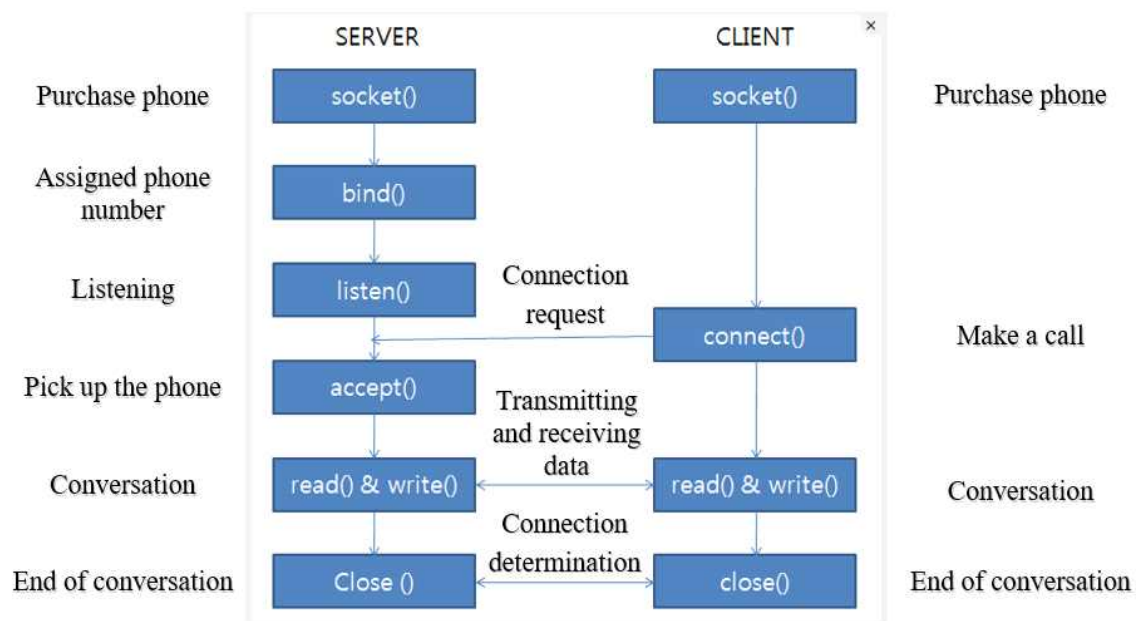 SERVER
CLIENT
×
Purchase phone
socket()
socket()
Purchase phone
Assigned phone
number
bind()
Listening
listen()
Connection
request
connect()
Make a call
Pick up the phone
accept()
Transmitting
and receiving
data
Conversation
read() & write()
read() & write()
Conversation
Connection
determination
End of conversation
Close ()
close()
End of conversation